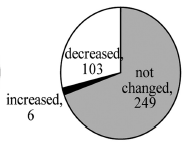 decreased,
103
not
changed,
249
increased,
6